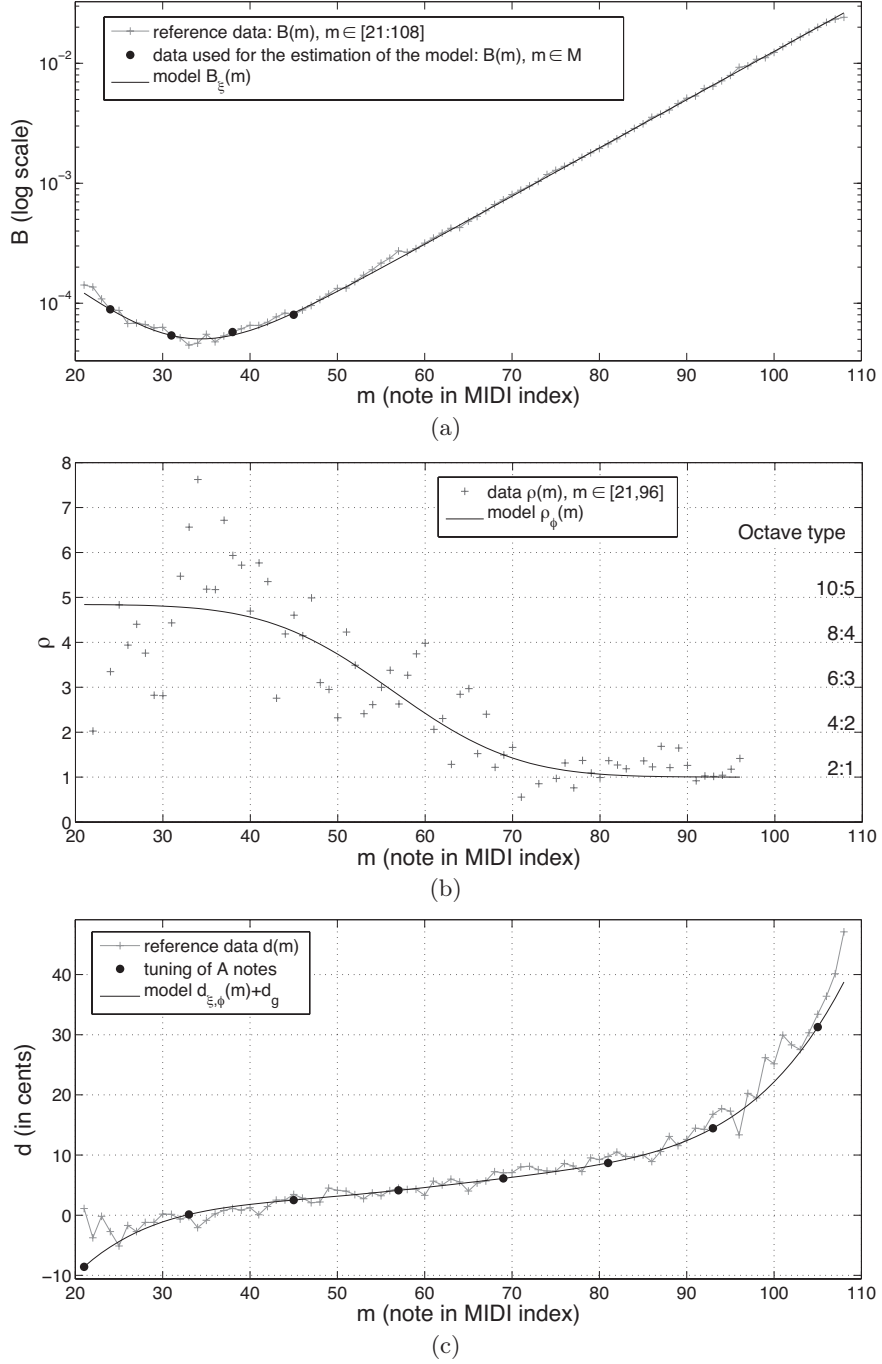 reference data: B(m), m ∈ [21:108]
data used for the estimation of the model: B(m), m ∈ M
model B_ξ(m)
10^−2
10^−3
10^−4
B (log scale)
20 30 40 50 60 70 80 90 100 110
m (note in MIDI index)
(a)
data ρ(m), m ∈ [21,96]
model ρ_ϕ(m)
Octave type
10:5
8:4
6:3
4:2
2:1
8
7
6
5
4
3
2
1
0
ρ
20 30 40 50 60 70 80 90 100 110
m (note in MIDI index)
(b)
reference data d(m)
tuning of A notes
model d_ξ,ϕ(m)+d_g
40
30
20
10
0
−10
d (in cents)
20 30 40 50 60 70 80 90 100 110
m (note in MIDI index)
(c)